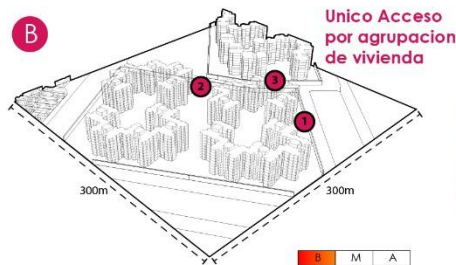 B
Unico Acceso
por agrupacion
de vivienda
2
3
1
300m
300m
B M A